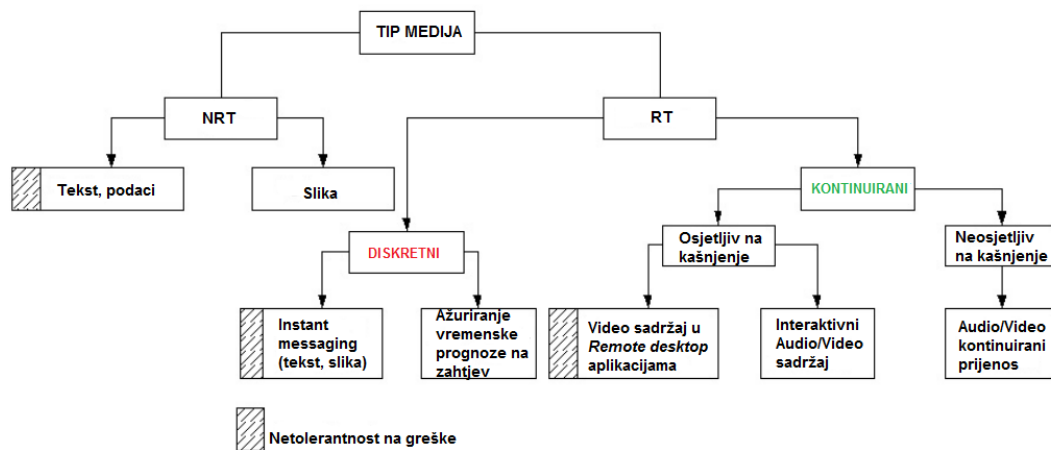 TIP MEDIJA
NRT
RT
Tekst, podaci
Slika
KONTINUIRANI
DISKRETNI
Osjetljiv na
kašnjenje
Neosjetljiv
na kašnjenje
Instant
messaging
(tekst, slika)
Ažuriranje
vremenske
prognoze na
zahtjev
Video sadržaj u
Remote desktop
aplikacijama
Interaktivni
Audio/Video
sadržaj
Audio/Video
kontinuirani
prijenos
Netolerantnost na greške